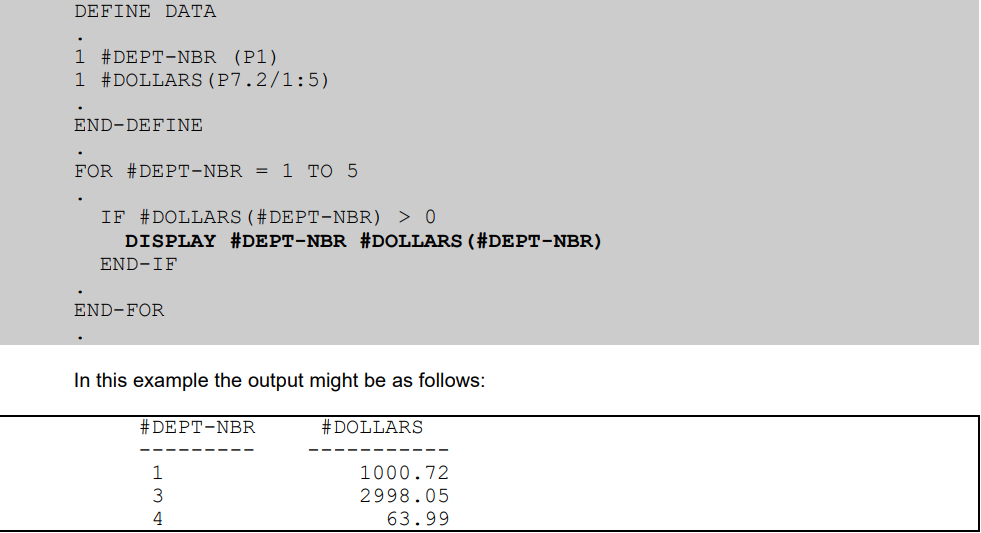 DEFINE DATA
.
1 #DEPT-NBR (P1)
1 #DOLLARS(P7.2/1:5)
.
END-DEFINE
.
FOR #DEPT-NBR = 1 TO 5
.
IF #DOLLARS(#DEPT-NBR) > 0
DISPLAY #DEPT-NBR #DOLLARS(#DEPT-NBR)
END-IF
.
END-FOR
.
In this example the output might be as follows:
#DEPT-NBR #DOLLARS
--------- -----------
1 1000.72
3 2998.05
4 63.99